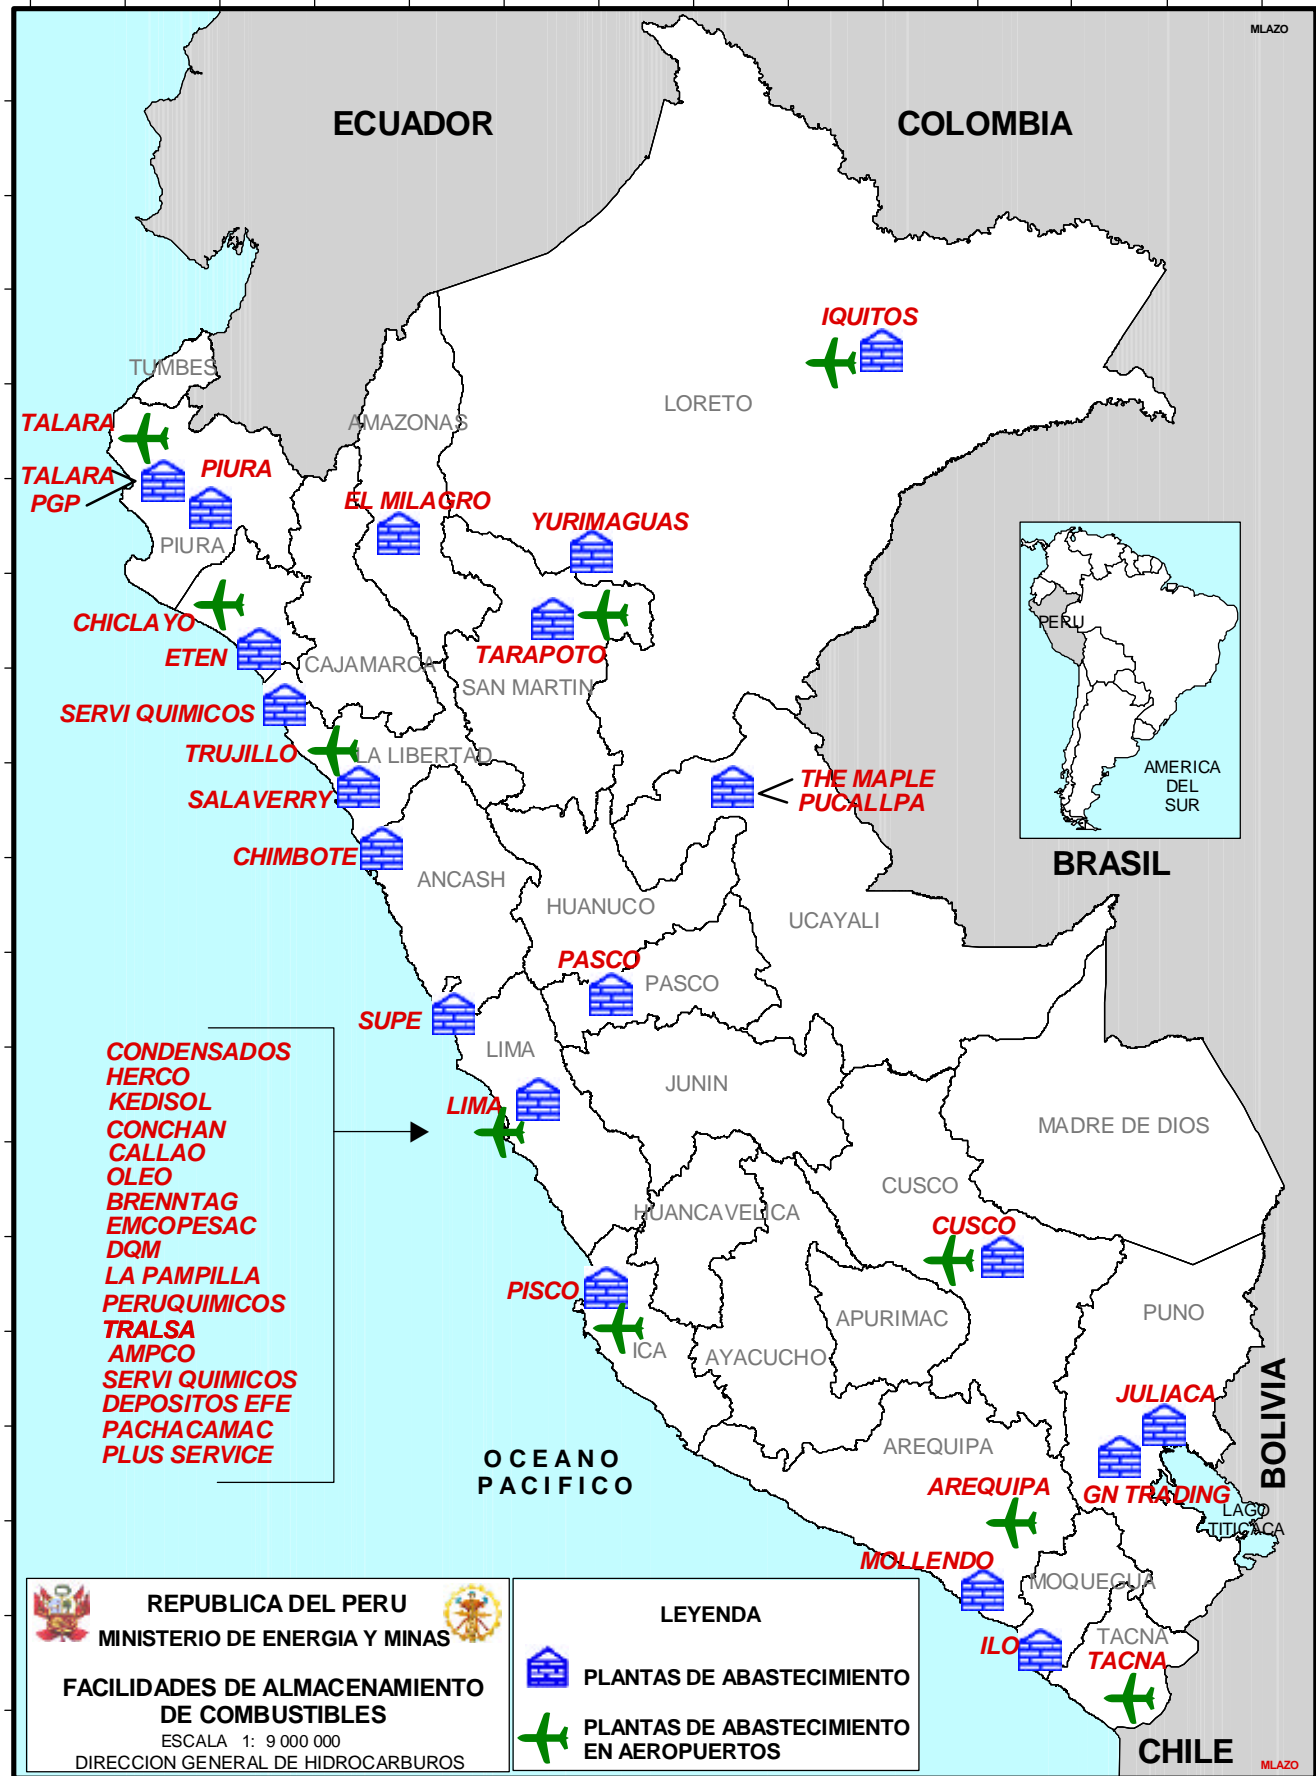 MLAZO
ECUADOR
COLOMBIA
IQUITOS
TUMBES
LORETO
TALARA
AMAZONAS
TALARA
PGP
PIURA
EL MILAGRO
YURIMAGUAS
PIURA
CHICLAYO
ETEN
TARAPOTO
CAJAMARCA
SAN MARTIN
PERU
SERVI QUIMICOS
TRUJILLO
LA LIBERTAD
SALAVERRY
THE MAPLE
PUCALLPA
AMERICA
DEL
SUR
CHIMBOTE
BRASIL
ANCASH
HUANUCO
UCAYALI
PASCO
PASCO
SUPE
LIMA
JUNIN
LIMA
MADRE DE DIOS
CONDENSADOS
HERCO
KEDISOL
CONCHAN
CALLAO
OLEO
BRENNTAG
EMCOPESAC
DQM
LA PAMPILLA
PERUQUIMICOS
TRALSA
AMPCO
SERVI QUIMICOS
DEPOSITOS EFE
PACHACAMAC
PLUS SERVICE
CUSCO
HUANCAVELICA
CUSCO
PISCO
APURIMAC
PUNO
ICA
AYACUCHO
JULIACA
BOLIVIA
AREQUIPA
OCEANO
PACIFICO
AREQUIPA
GN TRADING
LAGO
TITICACA
MOLLENDO
MOQUEGUA
ILO
TACNA
TACNA
CHILE
MLAZO
REPUBLICA DEL PERU
MINISTERIO DE ENERGIA Y MINAS
FACILIDADES DE ALMACENAMIENTO
DE COMBUSTIBLES
ESCALA 1: 9 000 000
DIRECCION GENERAL DE HIDROCARBUROS
LEYENDA
PLANTAS DE ABASTECIMIENTO
PLANTAS DE ABASTECIMIENTO
EN AEROPUERTOS